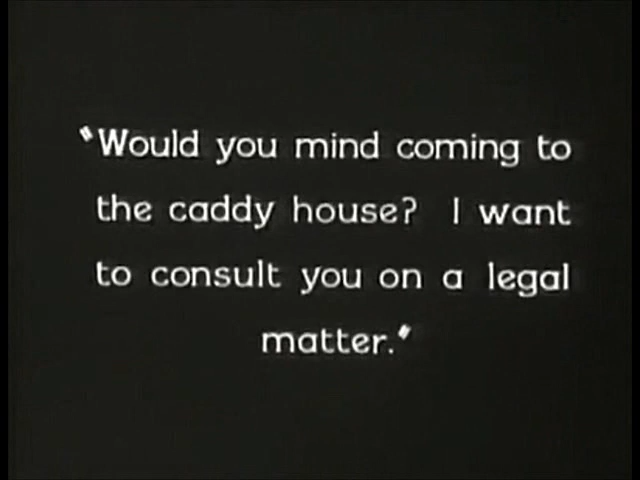 "Would you mind coming to
the caddy house? I want
to consult you on a legal
matter."